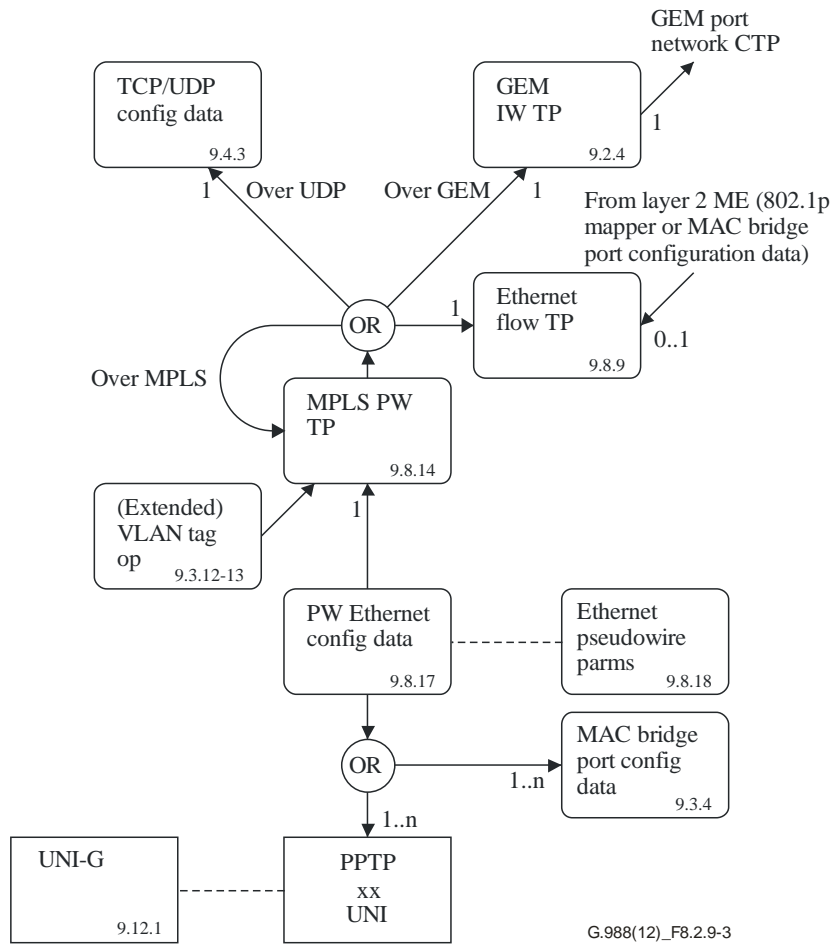 GEM port
network CTP
TCP/UDP
config data
9.4.3
GEM
IW TP
9.2.4
1
1
Over UDP
Over GEM
1
From layer 2 ME (802.1p
mapper or MAC bridge
port configuration data)
Ethernet
flow TP
9.8.9
1
0..1
OR
Over MPLS
MPLS PW
TP
9.8.14
(Extended)
VLAN tag
op
9.3.12-13
1
PW Ethernet
config data
9.8.17
Ethernet
pseudowire
parms
9.8.18
OR
MAC bridge
port config
data
9.3.4
1..n
1..n
UNI-G
9.12.1
PPTP
xx
UNI
G.988(12)_F8.2.9-3